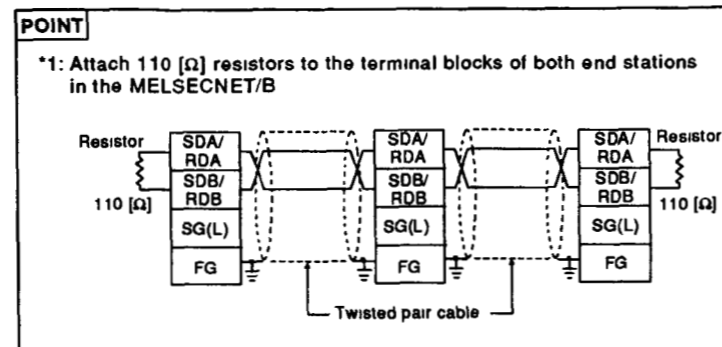 POINT
*1: Attach 110 [Ω] resistors to the terminal blocks of both end stations
in the MELSECNET/B
Resistor
110 [Ω]
SDA/
RDA
SDB/
RDB
SG(L)
FG
SDA/
RDA
SDB/
RDB
SG(L)
FG
SDA/
RDA
SDB/
RDB
SG(L)
FG
Resistor
110 [Ω]
Twisted pair cable